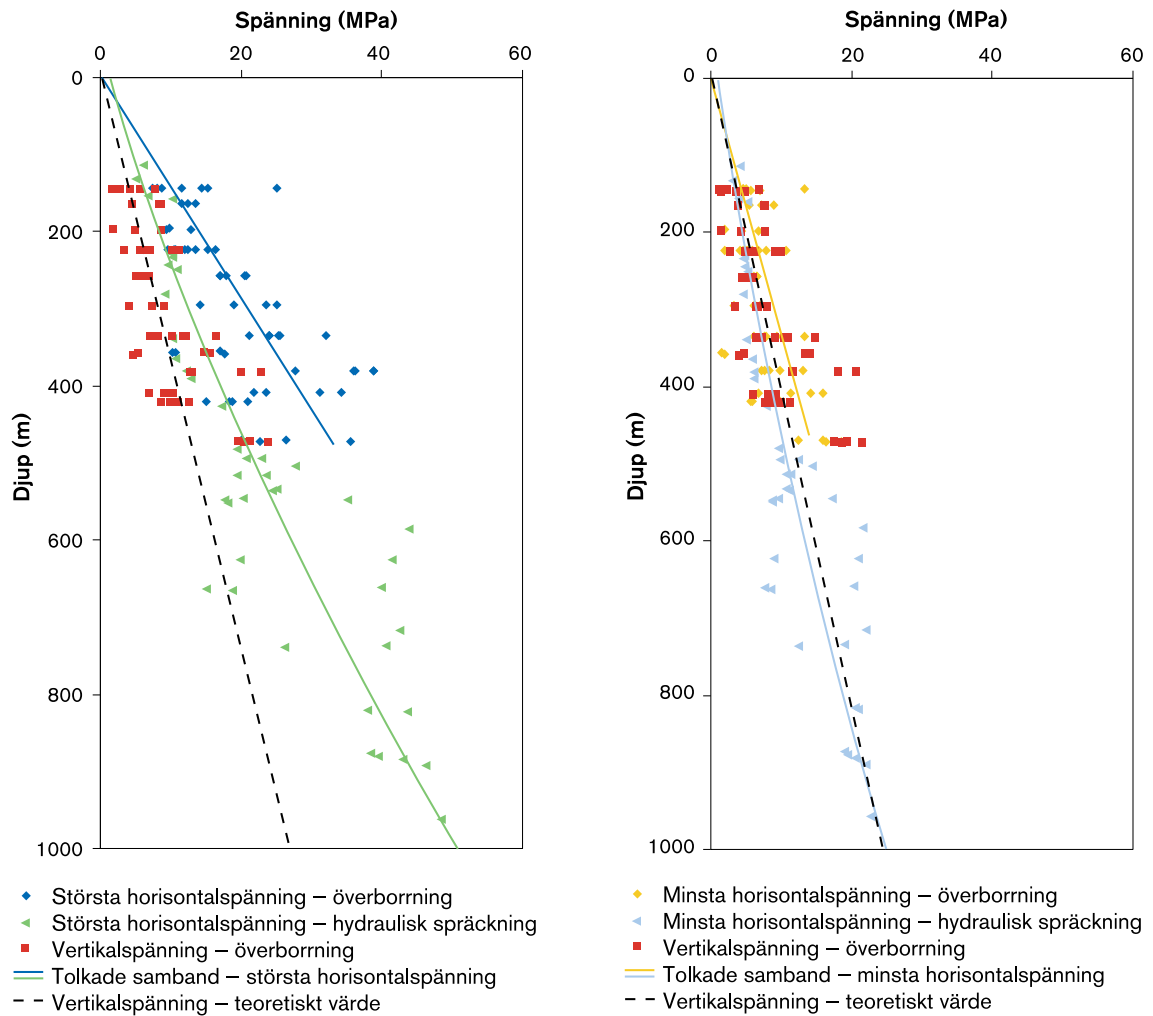 Spänning (MPa)
0 20 40 60
0
200
400
600
800
1000
Djup (m)
Största horisontalspänning – överborrning
Största horisontalspänning – hydraulisk spräckning
Vertikalspänning – överborrning
Tolkade samband – största horisontalspänning
Vertikalspänning – teoretiskt värde
Spänning (MPa)
0 20 40 60
0
200
400
600
800
1000
Djup (m)
Minsta horisontalspänning – överborrning
Minsta horisontalspänning – hydraulisk spräckning
Vertikalspänning – överborrning
Tolkade samband – minsta horisontalspänning
Vertikalspänning – teoretiskt värde